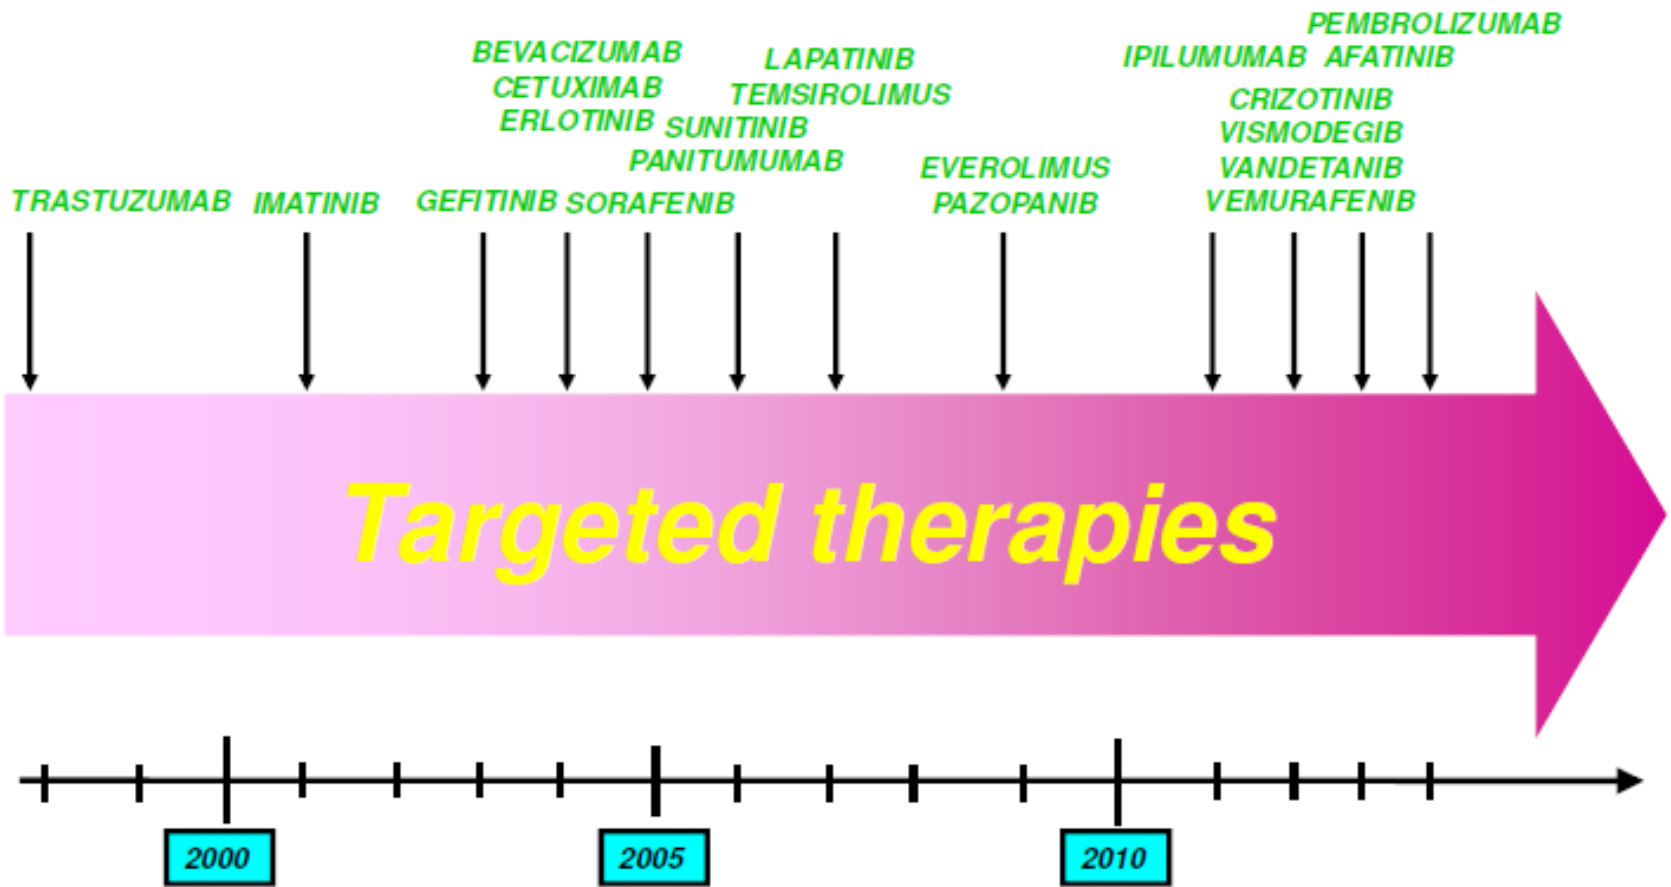 PEMBROLIZUMAB
BEVACIZUMAB LAPATINIB IPILUMUMAB AFATINIB
CETUXIMAB TEMSIROLIMUS CRIZOTINIB
ERLOTINIB SUNITINIB VISMODEGIB
PANITUMUMAB EVEROLIMUS VANDETANIB
TRASTUZUMAB IMATINIB GEFITINIB SORAFENIB PAZOPANIB VEMURAFENIB
Targeted therapies
2000 2005 2010